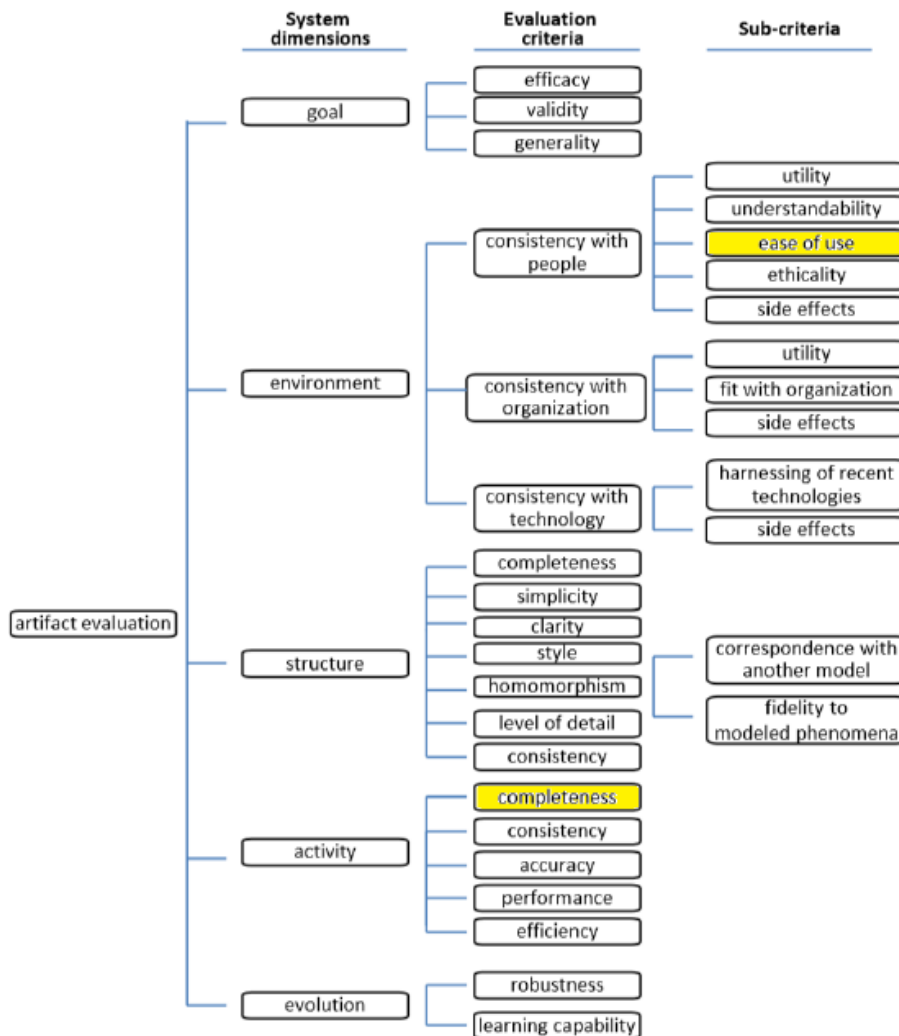 System
dimensions
Evaluation
criteria
Sub-criteria
artifact evaluation
goal
efficacy
validity
generality
environment
consistency with
people
utility
understandability
ease of use
ethicality
side effects
consistency with
organization
utility
fit with organization
side effects
consistency with
technology
harnessing of recent
technologies
side effects
structure
completeness
simplicity
clarity
style
homomorphism
correspondence with
another model
fidelity to
modeled phenomena
level of detail
consistency
activity
completeness
consistency
accuracy
performance
efficiency
evolution
robustness
learning capability